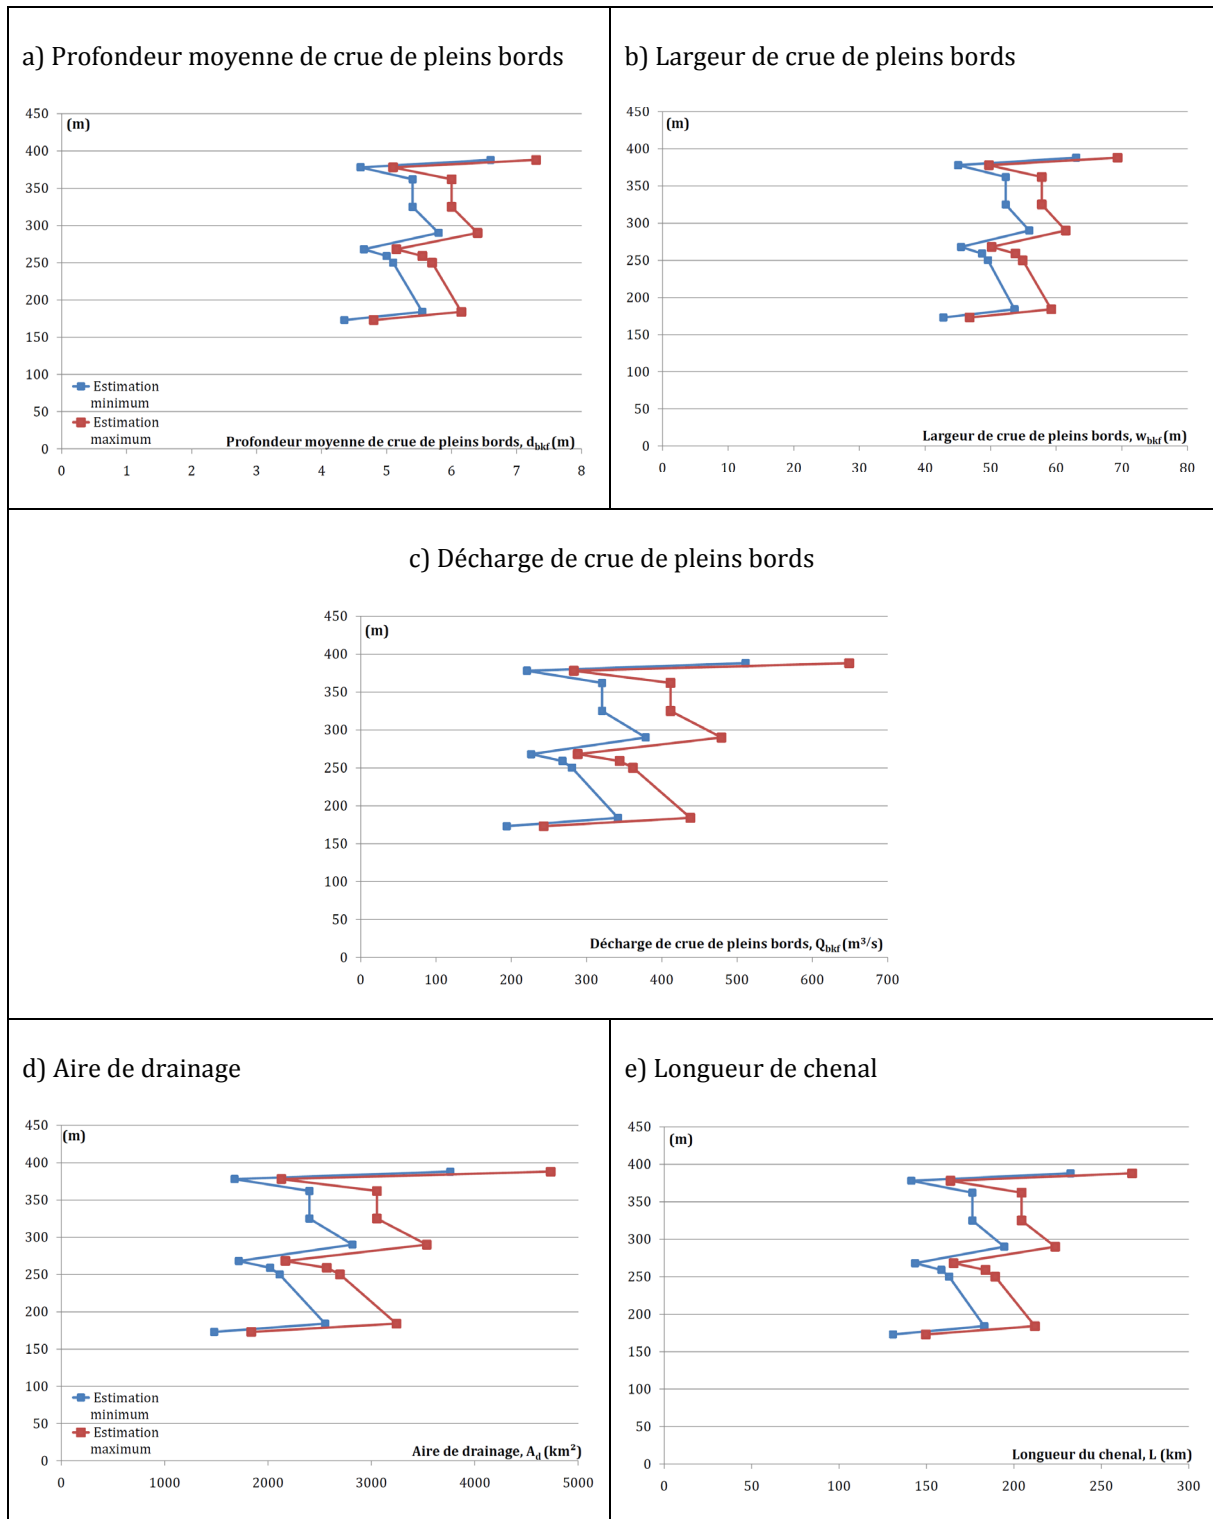 a) Profondeur moyenne de crue de pleins bords
450
(m)
400
350
300
250
200
150
100
50
0
Estimation
minimum
Estimation
maximum
Profondeur moyenne de crue de pleins bords, dbkf (m)
0 1 2 3 4 5 6 7 8
b) Largeur de crue de pleins bords
450
(m)
400
350
300
250
200
150
100
50
0
Largeur de crue de pleins bords, wbkf (m)
0 10 20 30 40 50 60 70 80
c) Décharge de crue de pleins bords
450
(m)
400
350
300
250
200
150
100
50
0
Décharge de crue de pleins bords, Qbkf (m³/s)
0 100 200 300 400 500 600 700
d) Aire de drainage
450
(m)
400
350
300
250
200
150
100
50
0
Estimation
minimum
Estimation
maximum
Aire de drainage, Ad (km²)
0 1000 2000 3000 4000 5000
e) Longueur de chenal
450
(m)
400
350
300
250
200
150
100
50
0
Longueur du chenal, L (km)
0 50 100 150 200 250 300